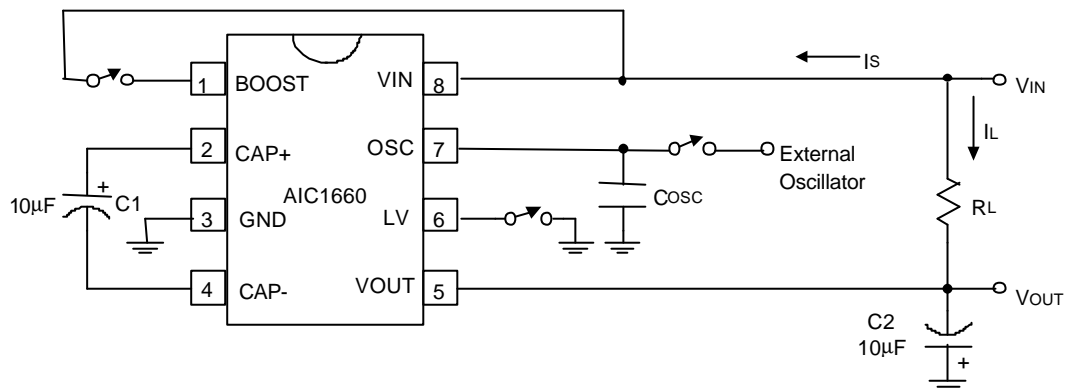 IS
VIN
IL
1
BOOST
VIN
8
2
CAP+
OSC
7
External
Oscillator
10µF
+
C1
AIC1660
COSC
RL
3
GND
LV
6
4
CAP-
VOUT
5
VOUT
C2
10µF
+